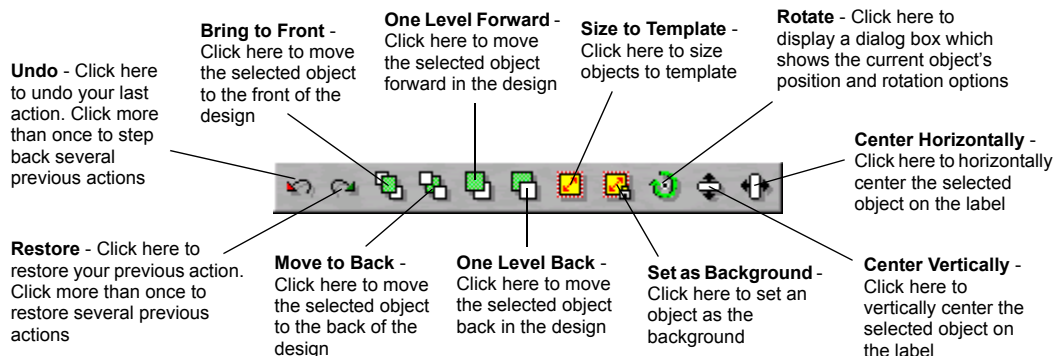 Undo - Click here
to undo your last
action. Click more
than once to step
back several
previous actions
Bring to Front -
Click here to move
the selected object
to the front of the
design
One Level Forward -
Click here to move
the selected object
forward in the design
Size to Template -
Click here to size
objects to template
Rotate - Click here to
display a dialog box which
shows the current object's
position and rotation options
Center Horizontally -
Click here to horizontally
center the selected
object on the label
Restore - Click here to
restore your previous action.
Click more than once to
restore several previous
actions
Move to Back -
Click here to move
the selected object
to the back of the
design
One Level Back -
Click here to move
the selected object
back in the design
Set as Background -
Click here to set an
object as the
background
Center Vertically -
Click here to
vertically center the
selected object on
the label